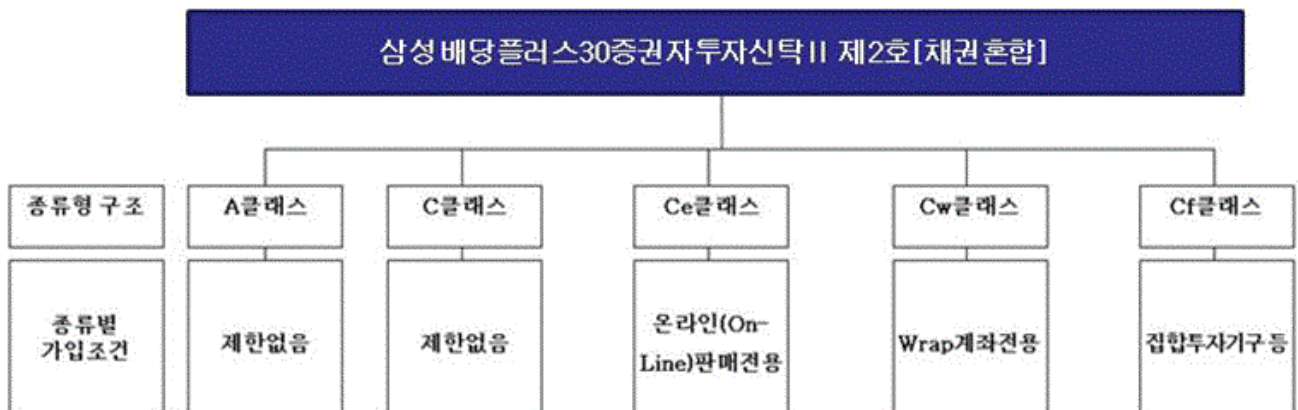 삼성배당플러스30증권자투자신탁II 제2호[채권혼합]
종류형 구조
A클래스
C클래스
Ce클래스
Cw클래스
Cf클래스
종류별
가입조건
제한없음
제한없음
온라인(On-
Line)판매전용
Wrap계좌전용
집합투자기구 등